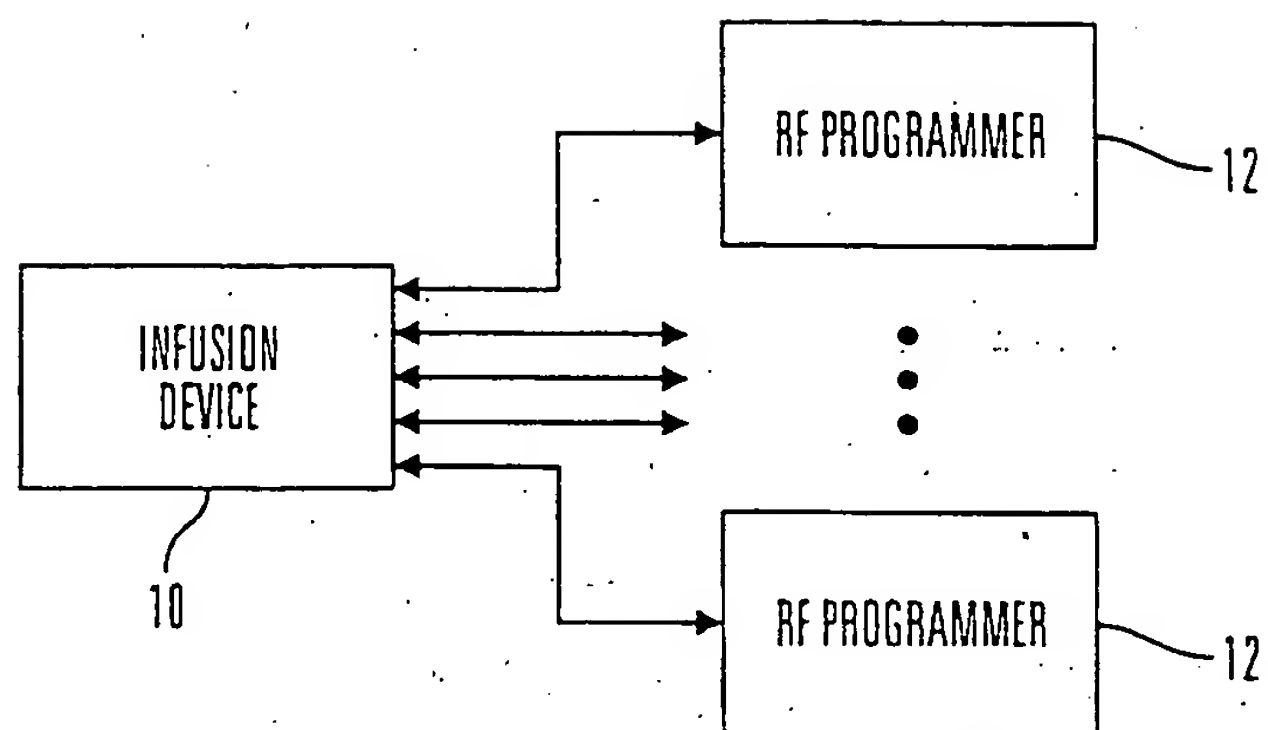 RF PROGRAMMER
12
INFUSION
DEVICE
10
RF PROGRAMMER
12